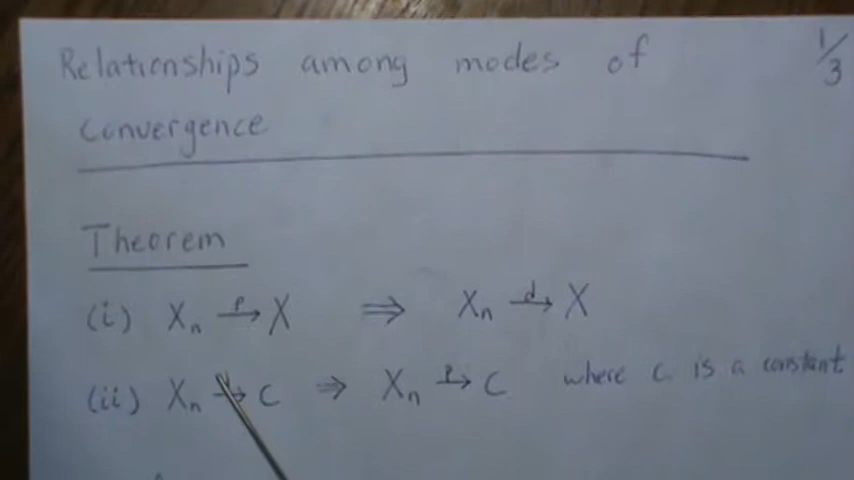 Relationships among modes of 1/3
Convergence
Theorem
(i) Xn →p X ⇒ Xn →d X
(ii) Xn → c ⇒ Xn →p c where c is a constant